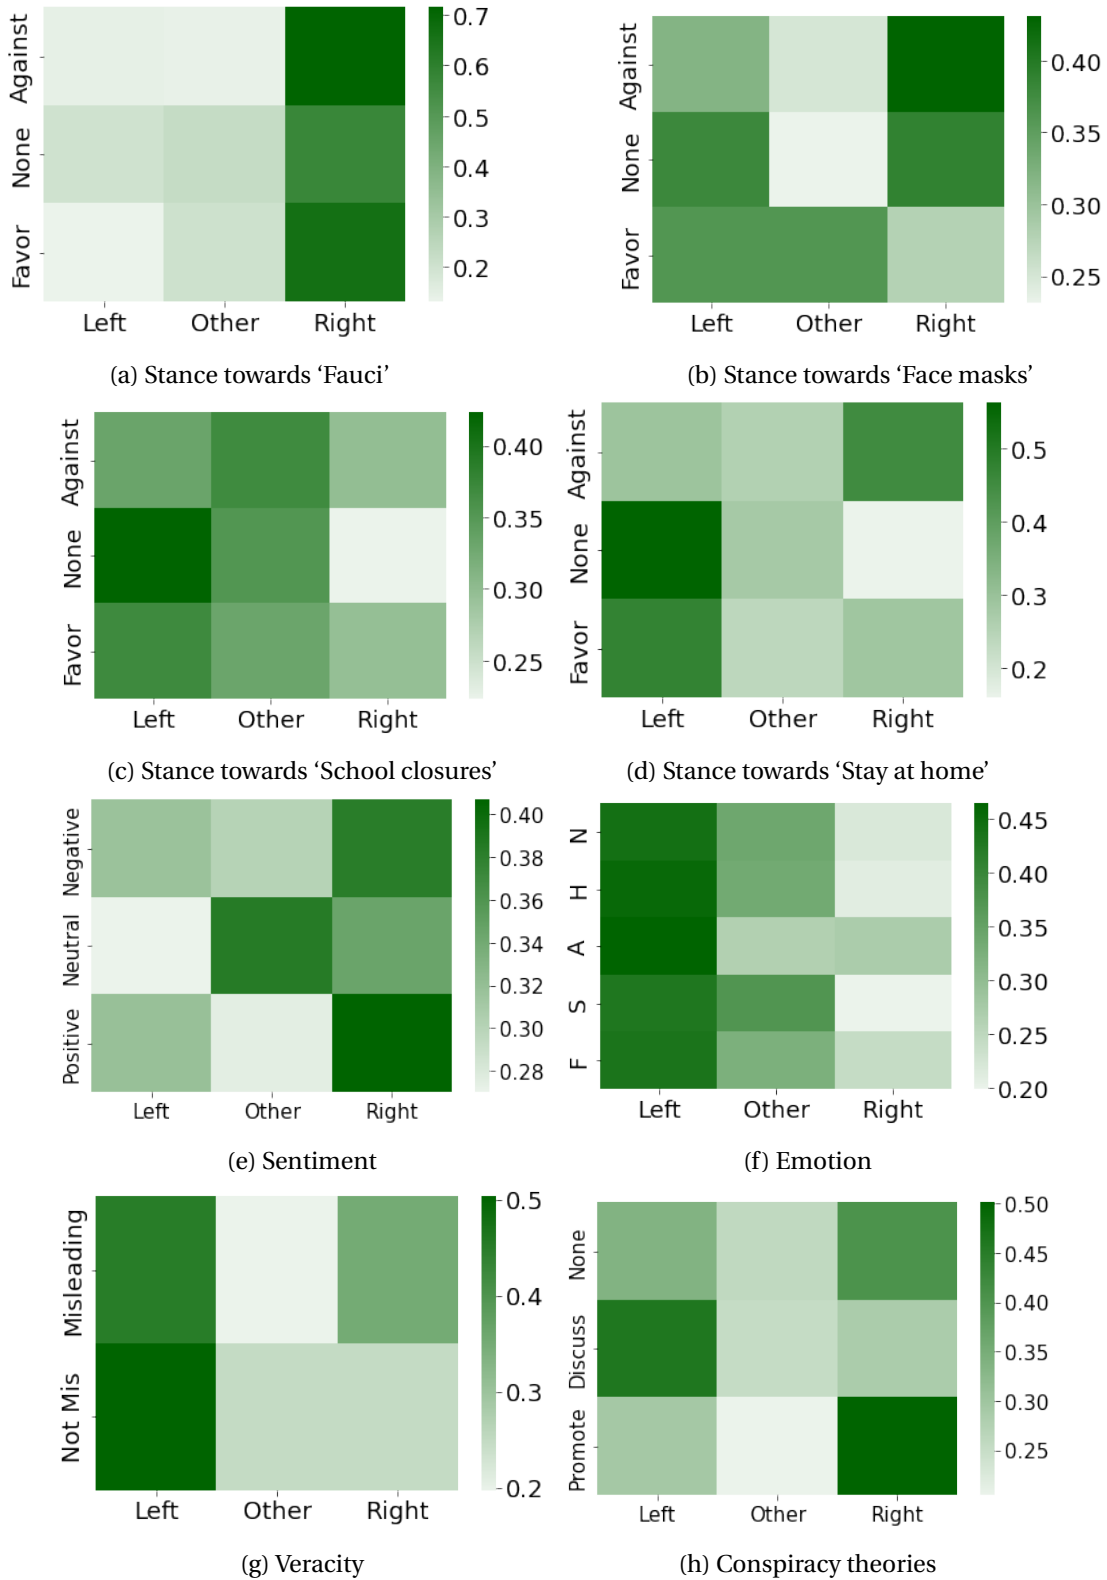 Against
None
Favor
Left Other Right
0.7
0.6
0.5
0.4
0.3
0.2
(a) Stance towards ‘Fauci’
Against
None
Favor
Left Other Right
0.40
0.35
0.30
0.25
(b) Stance towards ‘Face masks’
Against
None
Favor
Left Other Right
0.40
0.35
0.30
0.25
(c) Stance towards ‘School closures’
Against
None
Favor
Left Other Right
0.5
0.4
0.3
0.2
(d) Stance towards ‘Stay at home’
Negative
Neutral
Positive
Left Other Right
0.40
0.38
0.36
0.34
0.32
0.30
0.28
(e) Sentiment
N
H
A
S
F
Left Other Right
0.45
0.40
0.35
0.30
0.25
0.20
(f) Emotion
Misleading
Not Mis
Left Other Right
0.5
0.4
0.3
0.2
(g) Veracity
None
Discuss
Promote
Left Other Right
0.50
0.45
0.40
0.35
0.30
0.25
(h) Conspiracy theories